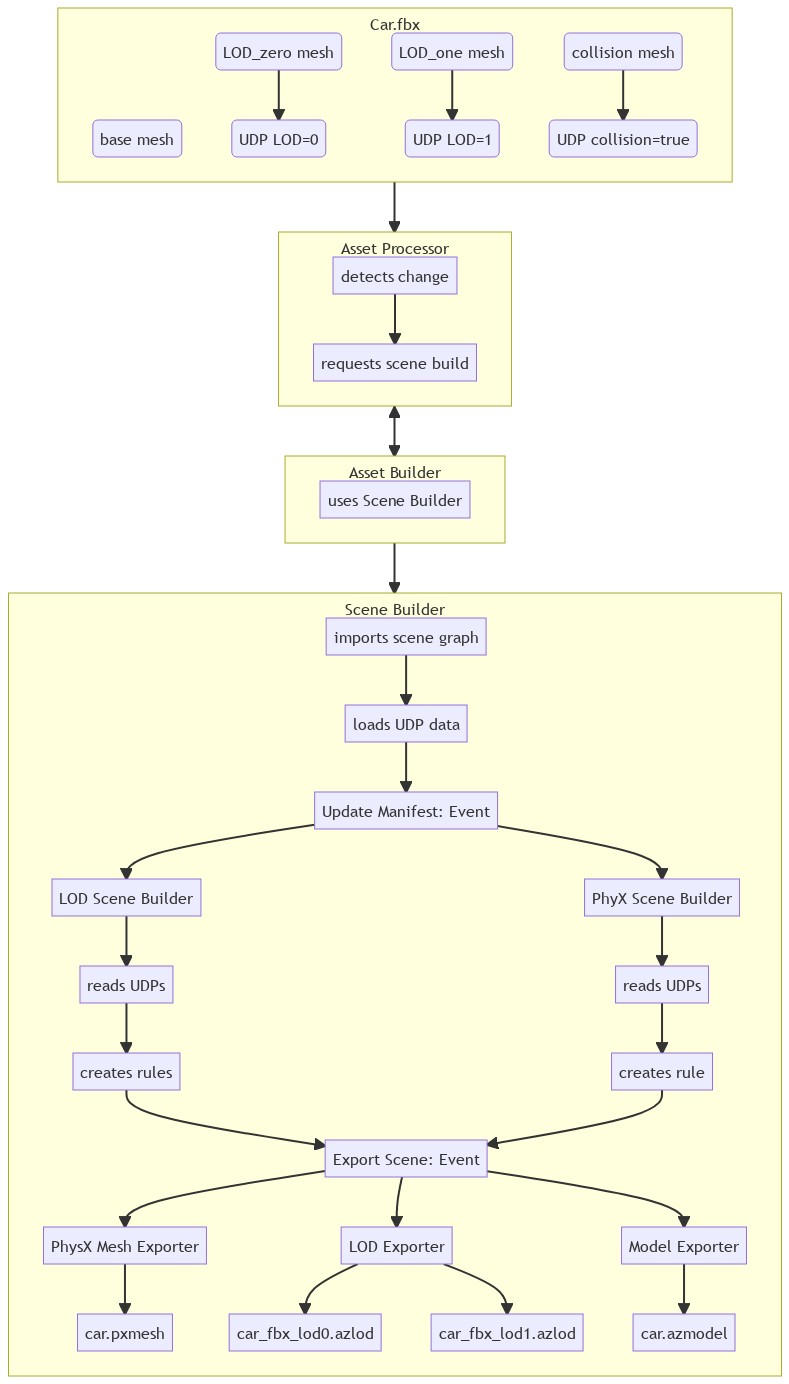 Car.fbx
LOD_zero mesh
LOD_one mesh
collision mesh
base mesh
UDP LOD=0
UDP LOD=1
UDP collision=true
Asset Processor
detects change
requests scene build
Asset Builder
uses Scene Builder
Scene Builder
imports scene graph
loads UDP data
Update Manifest: Event
LOD Scene Builder
PhyX Scene Builder
reads UDPs
reads UDPs
creates rules
creates rule
Export Scene: Event
PhysX Mesh Exporter
LOD Exporter
Model Exporter
car.pxmesh
car_fbx_lod0.azlod
car_fbx_lod1.azlod
car.azmodel